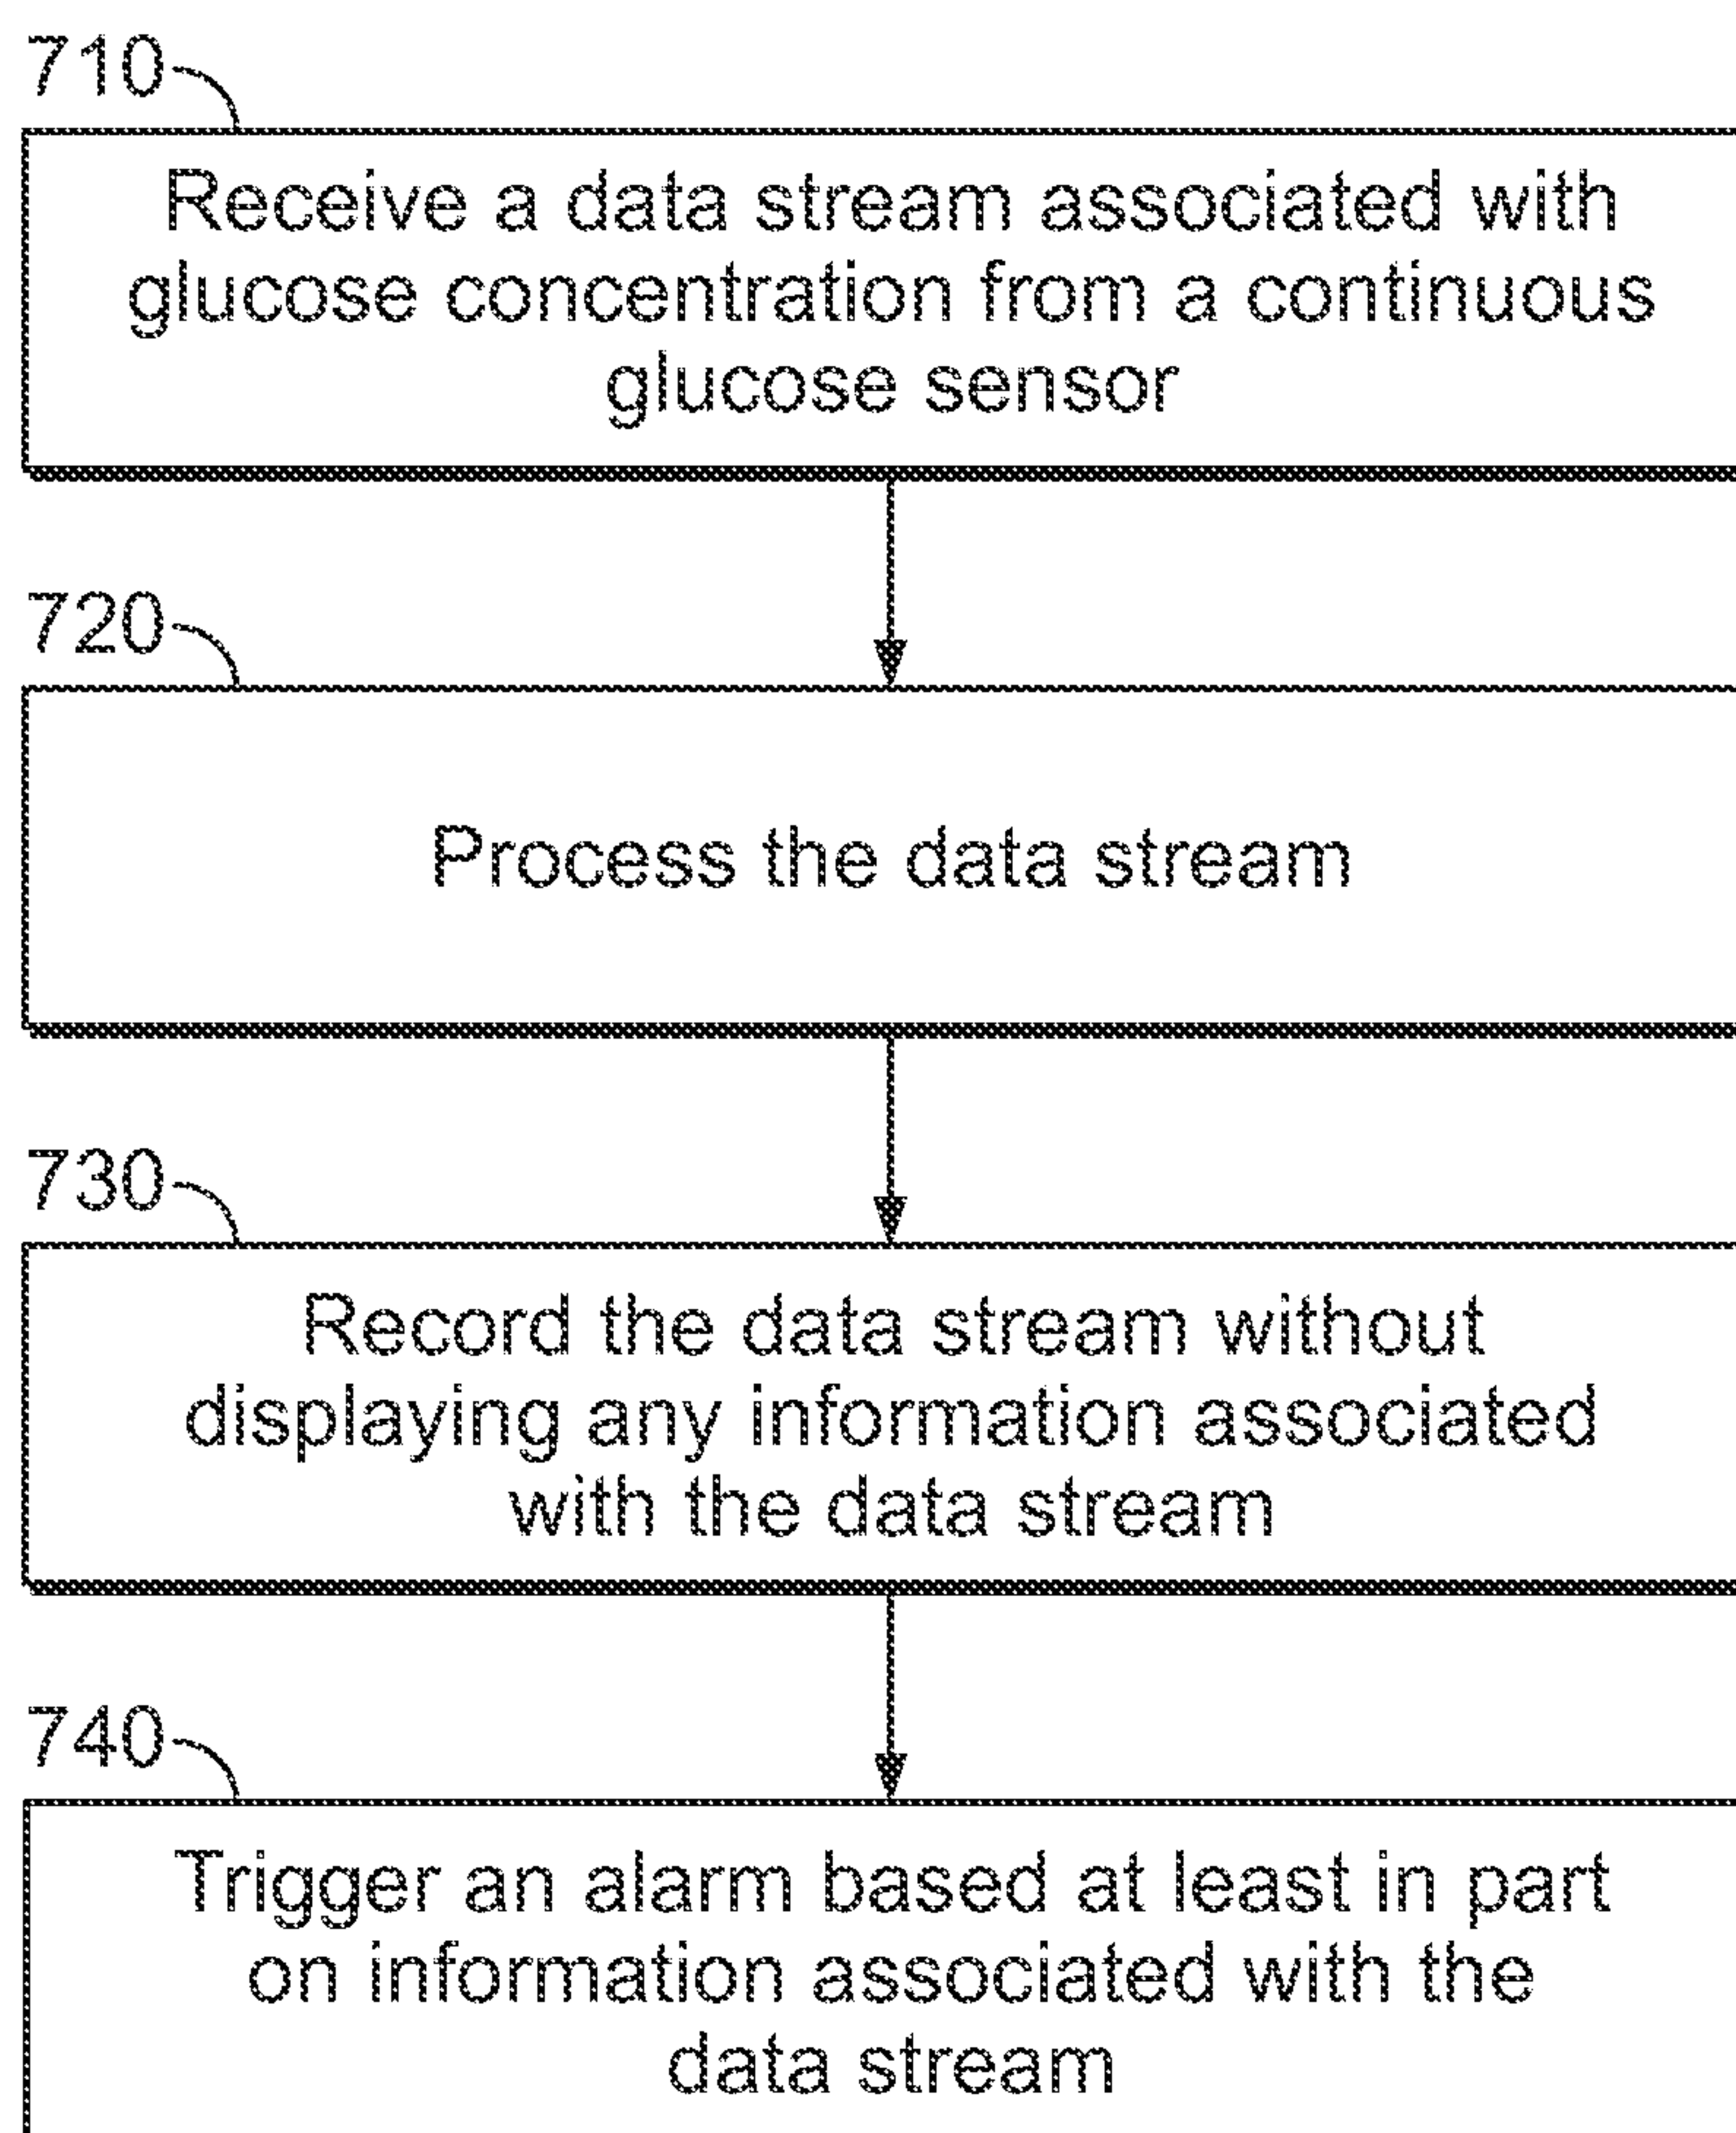 710
Receive a data stream associated with
glucose concentration from a continuous
glucose sensor
720
Process the data stream
730
Record the data stream without
displaying any information associated
with the data stream
740
Trigger an alarm based at least in part
on information associated with the
data stream